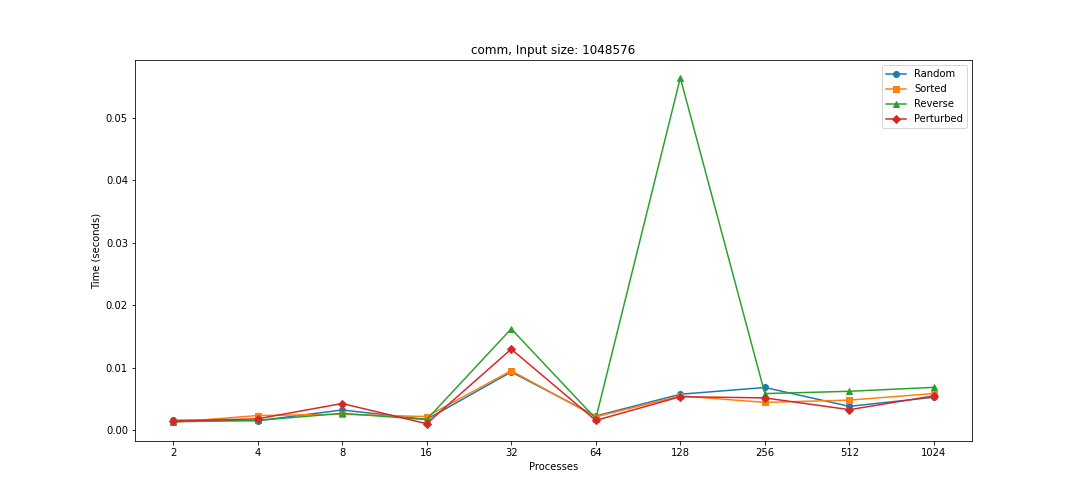 comm, Input size: 1048576
Random
Sorted
Reverse
Perturbed
Time (seconds)
0.05
0.04
0.03
0.02
0.01
0.00
2 4 8 16 32 64 128 256 512 1024
Processes